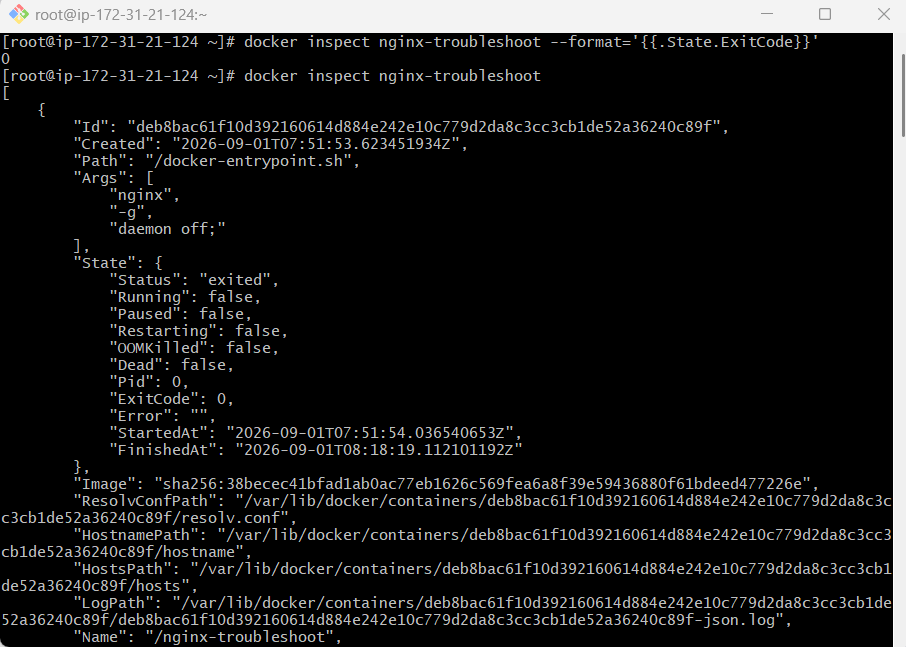 root@ip-172-31-21-124:~
[root@ip-172-31-21-124 ~]# docker inspect nginx-troubleshoot --format='{{.State.ExitCode}}'
0
[root@ip-172-31-21-124 ~]# docker inspect nginx-troubleshoot
[
    {
        "Id": "deb8bac61f10d392160614d884e242e10c779d2da8c3cc3cb1de52a36240c89f",
        "Created": "2026-09-01T07:51:53.623451934Z",
        "Path": "/docker-entrypoint.sh",
        "Args": [
            "nginx",
            "-g",
            "daemon off;"
        ],
        "State": {
            "Status": "exited",
            "Running": false,
            "Paused": false,
            "Restarting": false,
            "OOMKilled": false,
            "Dead": false,
            "Pid": 0,
            "ExitCode": 0,
            "Error": "",
            "StartedAt": "2026-09-01T07:51:54.036540653Z",
            "FinishedAt": "2026-09-01T08:18:19.112101192Z"
        },
        "Image": "sha256:38becec41bfad1ab0ac77eb1626c569fea6a8f39e59436880f61bdeed477226e",
        "ResolvConfPath": "/var/lib/docker/containers/deb8bac61f10d392160614d884e242e10c779d2da8c3c
c3cb1de52a36240c89f/resolv.conf",
        "HostnamePath": "/var/lib/docker/containers/deb8bac61f10d392160614d884e242e10c779d2da8c3cc3
cb1de52a36240c89f/hostname",
        "HostsPath": "/var/lib/docker/containers/deb8bac61f10d392160614d884e242e10c779d2da8c3cc3cb1
de52a36240c89f/hosts",
        "LogPath": "/var/lib/docker/containers/deb8bac61f10d392160614d884e242e10c779d2da8c3cc3cb1de
52a36240c89f/deb8bac61f10d392160614d884e242e10c779d2da8c3cc3cb1de52a36240c89f-json.log",
        "Name": "/nginx-troubleshoot",